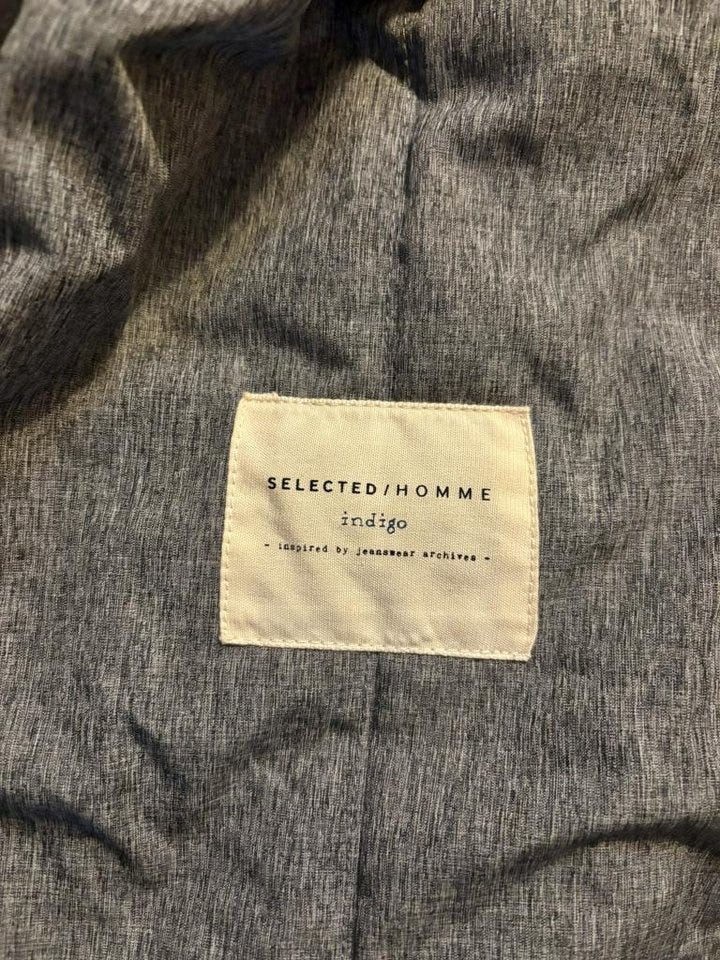 SELECTED/HOMME
indigo
- inspired by jeanswear archives -